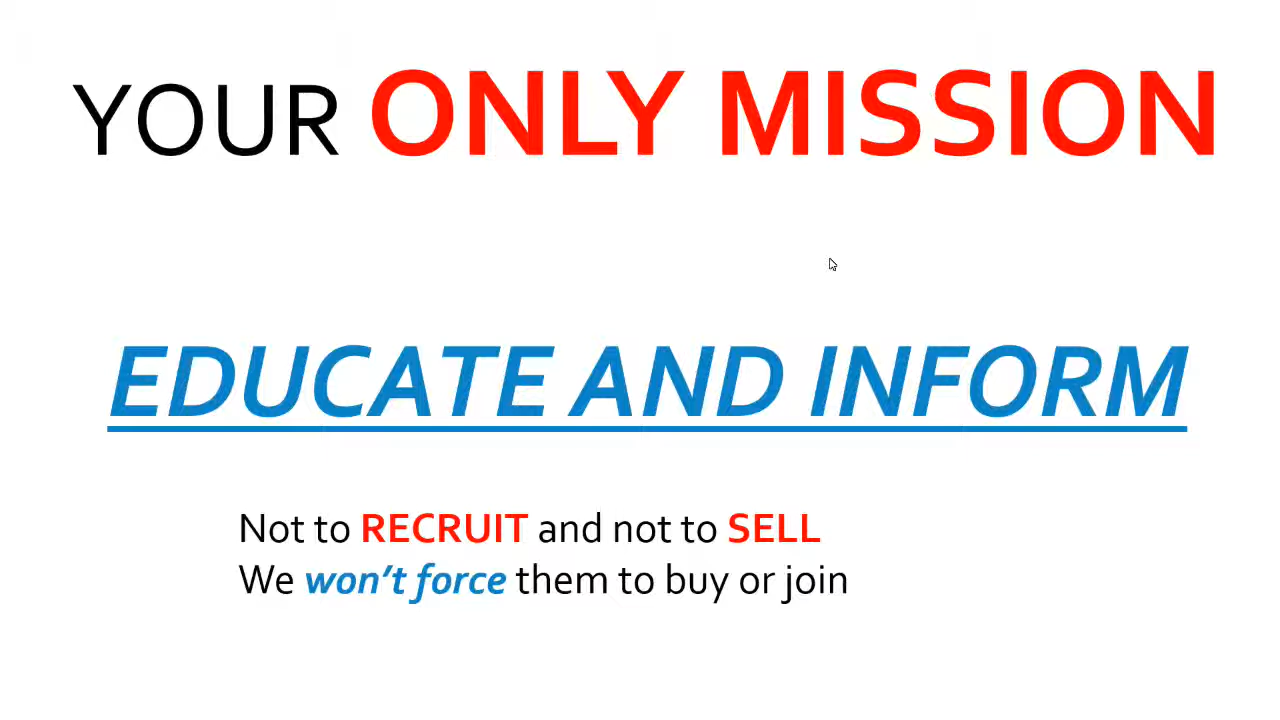 YOUR ONLY MISSION
EDUCATE AND INFORM
Not to RECRUIT and not to SELL
We won't force them to buy or join